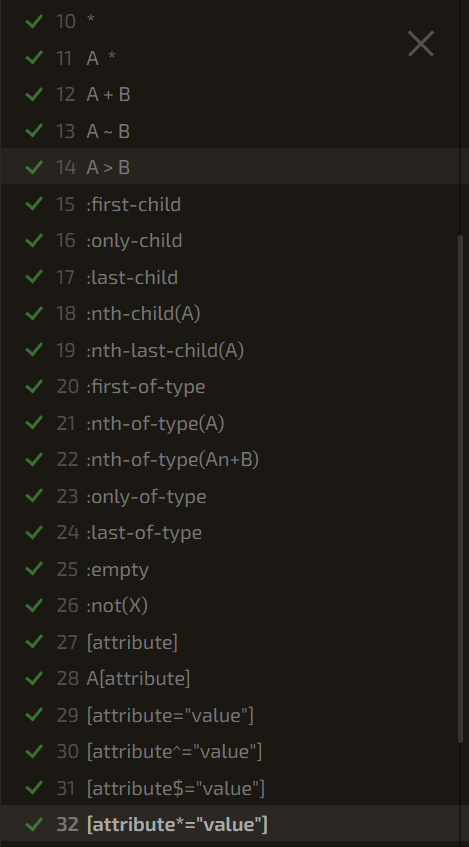 10 *
11 A *
12 A + B
13 A ~ B
14 A > B
15 :first-child
16 :only-child
17 :last-child
18 :nth-child(A)
19 :nth-last-child(A)
20 :first-of-type
21 :nth-of-type(A)
22 :nth-of-type(An+B)
23 :only-of-type
24 :last-of-type
25 :empty
26 :not(X)
27 [attribute]
28 A[attribute]
29 [attribute="value"]
30 [attribute^="value"]
31 [attribute$="value"]
32 [attribute*="value"]